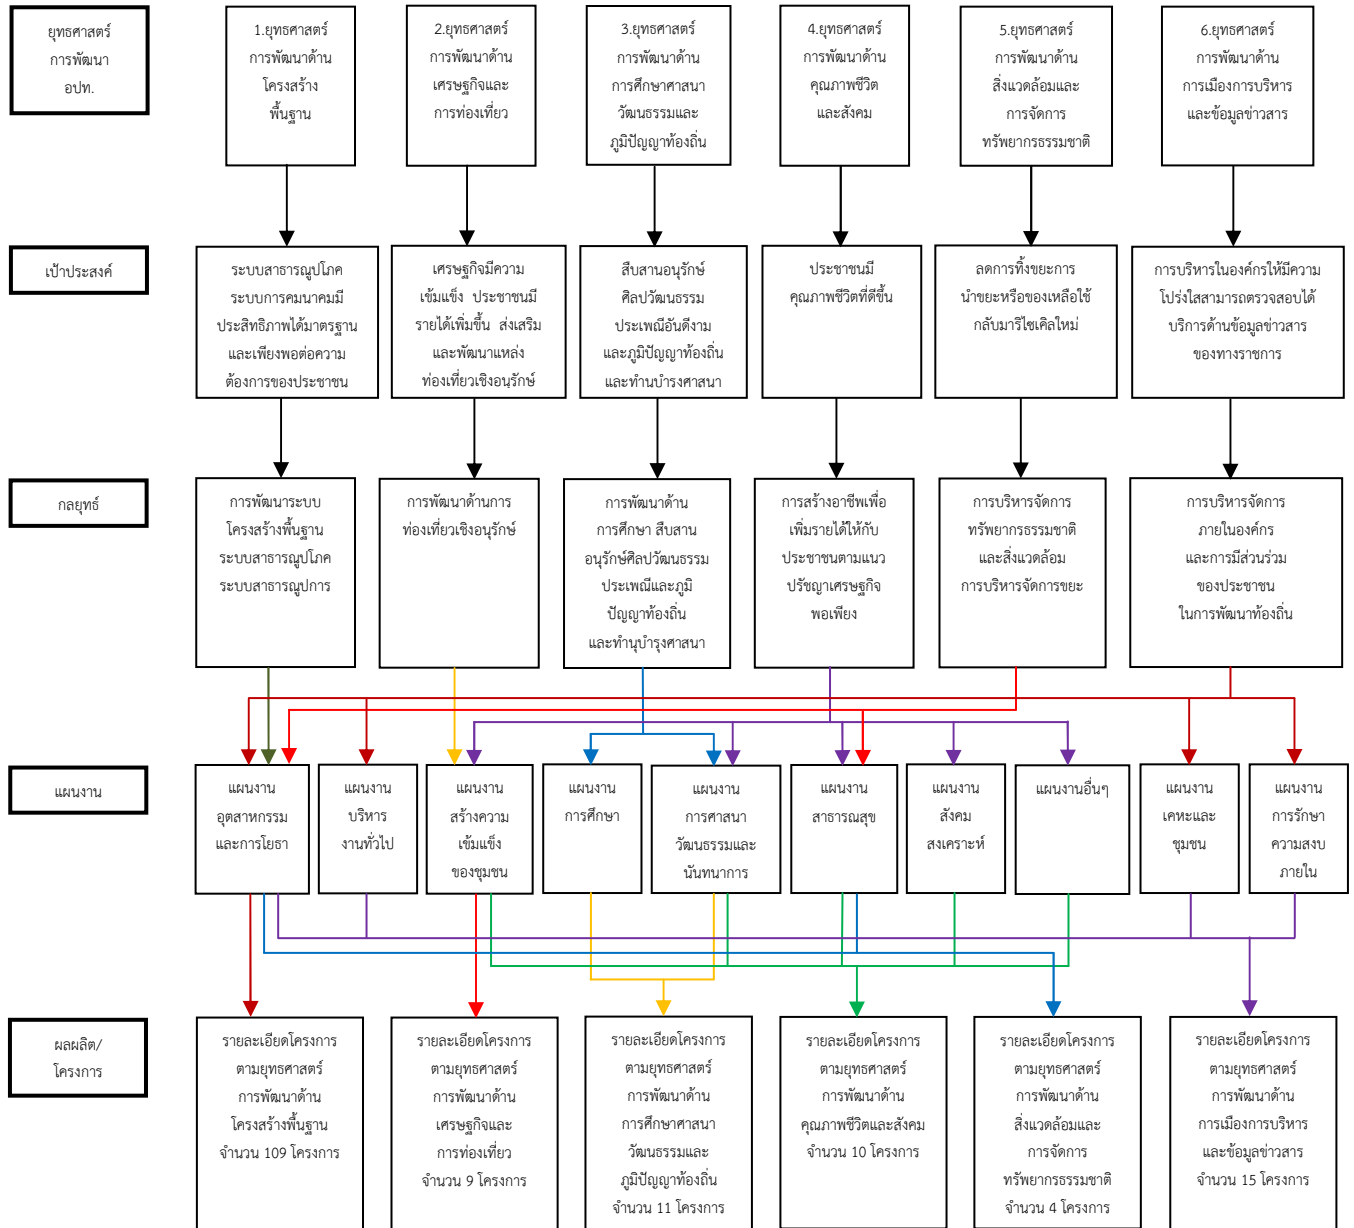 ยุทธศาสตร์
การพัฒนา
อปท.
1.ยุทธศาสตร์
การพัฒนาด้าน
โครงสร้าง
พื้นฐาน
2.ยุทธศาสตร์
การพัฒนาด้าน
เศรษฐกิจและ
การท่องเที่ยว
3.ยุทธศาสตร์
การพัฒนาด้าน
การศึกษาศาสนา
วัฒนธรรมและ
ภูมิปัญญาท้องถิ่น
4.ยุทธศาสตร์
การพัฒนาด้าน
คุณภาพชีวิต
และสังคม
5.ยุทธศาสตร์
การพัฒนาด้าน
สิ่งแวดล้อมและ
การจัดการ
ทรัพยากรธรรมชาติ
6.ยุทธศาสตร์
การพัฒนาด้าน
การเมืองการบริหาร
และข้อมูลข่าวสาร
เป้าประสงค์
ระบบสาธารณูปโภค
ระบบการคมนาคมมี
ประสิทธิภาพได้มาตรฐาน
และเพียงพอต่อความ
ต้องการของประชาชน
เศรษฐกิจมีความ
เข้มแข็ง ประชาชนมี
รายได้เพิ่มขึ้น ส่งเสริม
และพัฒนาแหล่ง
ท่องเที่ยวเชิงอนุรักษ์
สืบสานอนุรักษ์
ศิลปวัฒนธรรม
ประเพณีอันดีงาม
และภูมิปัญญาท้องถิ่น
และทำนบำรงศาสนา
ประชาชนมี
คุณภาพชีวิตที่ดีขึ้น
ลดการทิ้งขยะการ
นำขยะหรือของเหลือใช้
กลับมาริไซเคิลใหม่
การบริหารในองค์กรให้มีความ
โปร่งใสสามารถตรวจสอบได้
บริการด้านข้อมูลข่าวสาร
ของทางราชการ
กลยุทธ์
การพัฒนาระบบ
โครงสร้างพื้นฐาน
ระบบสาธารณูปโภค
ระบบสาธารณูปการ
การพัฒนาด้านการ
ท่องเที่ยวเชิงอนุรักษ์
การพัฒนาด้าน
การศึกษา สืบสาน
อนุรักษ์ศิลปวัฒนธรรม
ประเพณีและภูมิ
ปัญญาท้องถิ่น
และทำนุบำรุงศาสนา
การสร้างอาชีพเพื่อ
เพิ่มรายได้ให้กับ
ประชาชนตามแนว
ปรัชญาเศรษฐกิจ
พอเพียง
การบริหารจัดการ
ทรัพยากรธรรมชาติ
และสิ่งแวดล้อม
การบริหารจัดการขยะ
การบริหารจัดการ
ภายในองค์กร
และการมีส่วนร่วม
ของประชาชน
ในการพัฒนาท้องถิ่น
แผนงาน
แผนงาน
อุตสาหกรรม
และการโยธา
แผนงาน
บริหาร
งานทั่วไป
แผนงาน
สร้างความ
เข้มแข็ง
ของชุมชน
แผนงาน
การศึกษา
แผนงาน
การศาสนา
วัฒนธรรมและ
นันทนาการ
แผนงาน
สาธารณสุข
แผนงาน
สังคม
สงเคราะห์
แผนงานอื่นๆ
แผนงาน
เคหะและ
ชุมชน
แผนงาน
การรักษา
ความสงบ
ภายใน
ผลผลิต/
โครงการ
รายละเอียดโครงการ
ตามยุทธศาสตร์
การพัฒนาด้าน
โครงสร้างพื้นฐาน
จำนวน 109 โครงการ
รายละเอียดโครงการ
ตามยุทธศาสตร์
การพัฒนาด้าน
เศรษฐกิจและ
การท่องเที่ยว
จำนวน 9 โครงการ
รายละเอียดโครงการ
ตามยุทธศาสตร์
การพัฒนาด้าน
การศึกษาศาสนา
วัฒนธรรมและ
ภูมิปัญญาท้องถิ่น
จำนวน 11 โครงการ
รายละเอียดโครงการ
ตามยุทธศาสตร์
การพัฒนาด้าน
คุณภาพชีวิตและสังคม
จำนวน 10 โครงการ
รายละเอียดโครงการ
ตามยุทธศาสตร์
การพัฒนาด้าน
สิ่งแวดล้อมและ
การจัดการ
ทรัพยากรธรรมชาติ
จำนวน 4 โครงการ
รายละเอียดโครงการ
ตามยุทธศาสตร์
การพัฒนาด้าน
การเมืองการบริหาร
และข้อมูลข่าวสาร
จำนวน 15 โครงการ